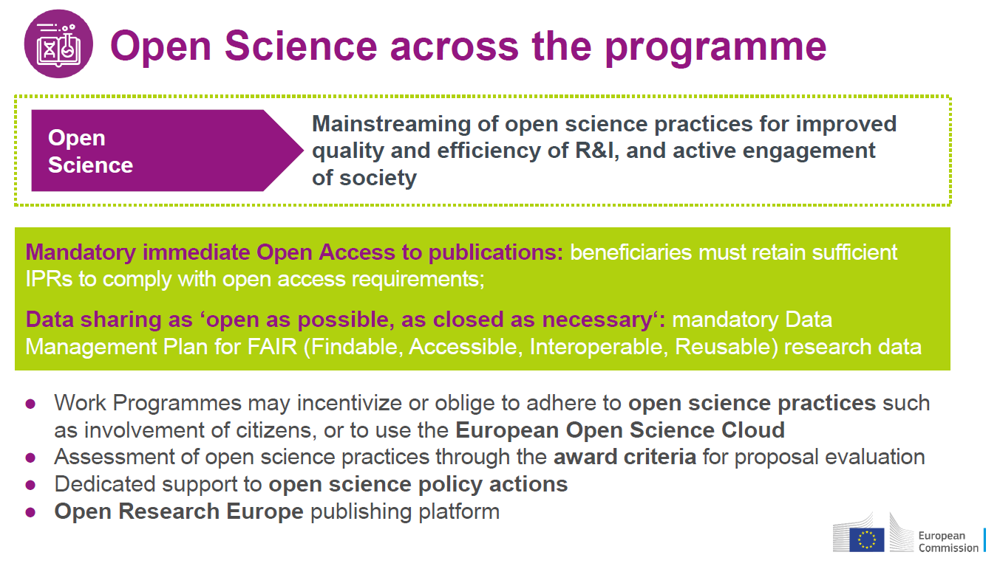 Open Science across the programme
Open
Science
Mainstreaming of open science practices for improved
quality and efficiency of R&I, and active engagement
of society
Mandatory immediate Open Access to publications: beneficiaries must retain sufficient
IPRs to comply with open access requirements;
Data sharing as ‘open as possible, as closed as necessary‘: mandatory Data
Management Plan for FAIR (Findable, Accessible, Interoperable, Reusable) research data
● Work Programmes may incentivize or oblige to adhere to open science practices such
as involvement of citizens, or to use the European Open Science Cloud
● Assessment of open science practices through the award criteria for proposal evaluation
● Dedicated support to open science policy actions
● Open Research Europe publishing platform
European
Commission